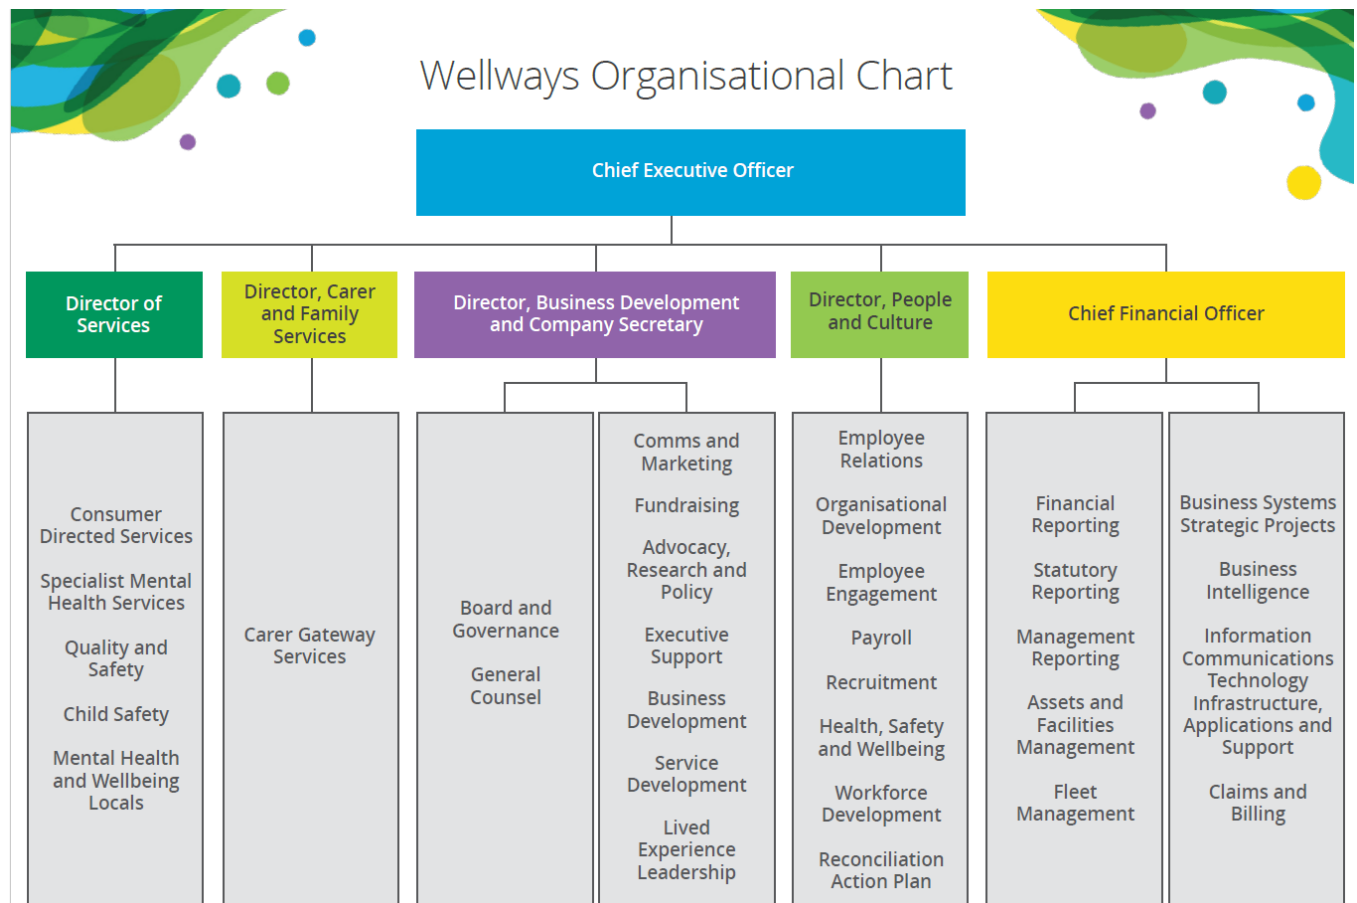 Wellways Organisational Chart
Chief Executive Officer
Director of
Services
Director, Carer
and Family
Services
Director, Business Development
and Company Secretary
Director, People
and Culture
Chief Financial Officer
Consumer
Directed Services
Specialist Mental
Health Services
Quality and
Safety
Child Safety
Mental Health
and Wellbeing
Locals
Carer Gateway
Services
Board and
Governance
General
Counsel
Comms and
Marketing
Fundraising
Advocacy,
Research and
Policy
Executive
Support
Business
Development
Service
Development
Lived
Experience
Leadership
Employee
Relations
Organisational
Development
Employee
Engagement
Payroll
Recruitment
Health, Safety
and Wellbeing
Workforce
Development
Reconciliation
Action Plan
Financial
Reporting
Statutory
Reporting
Management
Reporting
Assets and
Facilities
Management
Fleet
Management
Business Systems
Strategic Projects
Business
Intelligence
Information
Communications
Technology
Infrastructure,
Applications and
Support
Claims and
Billing